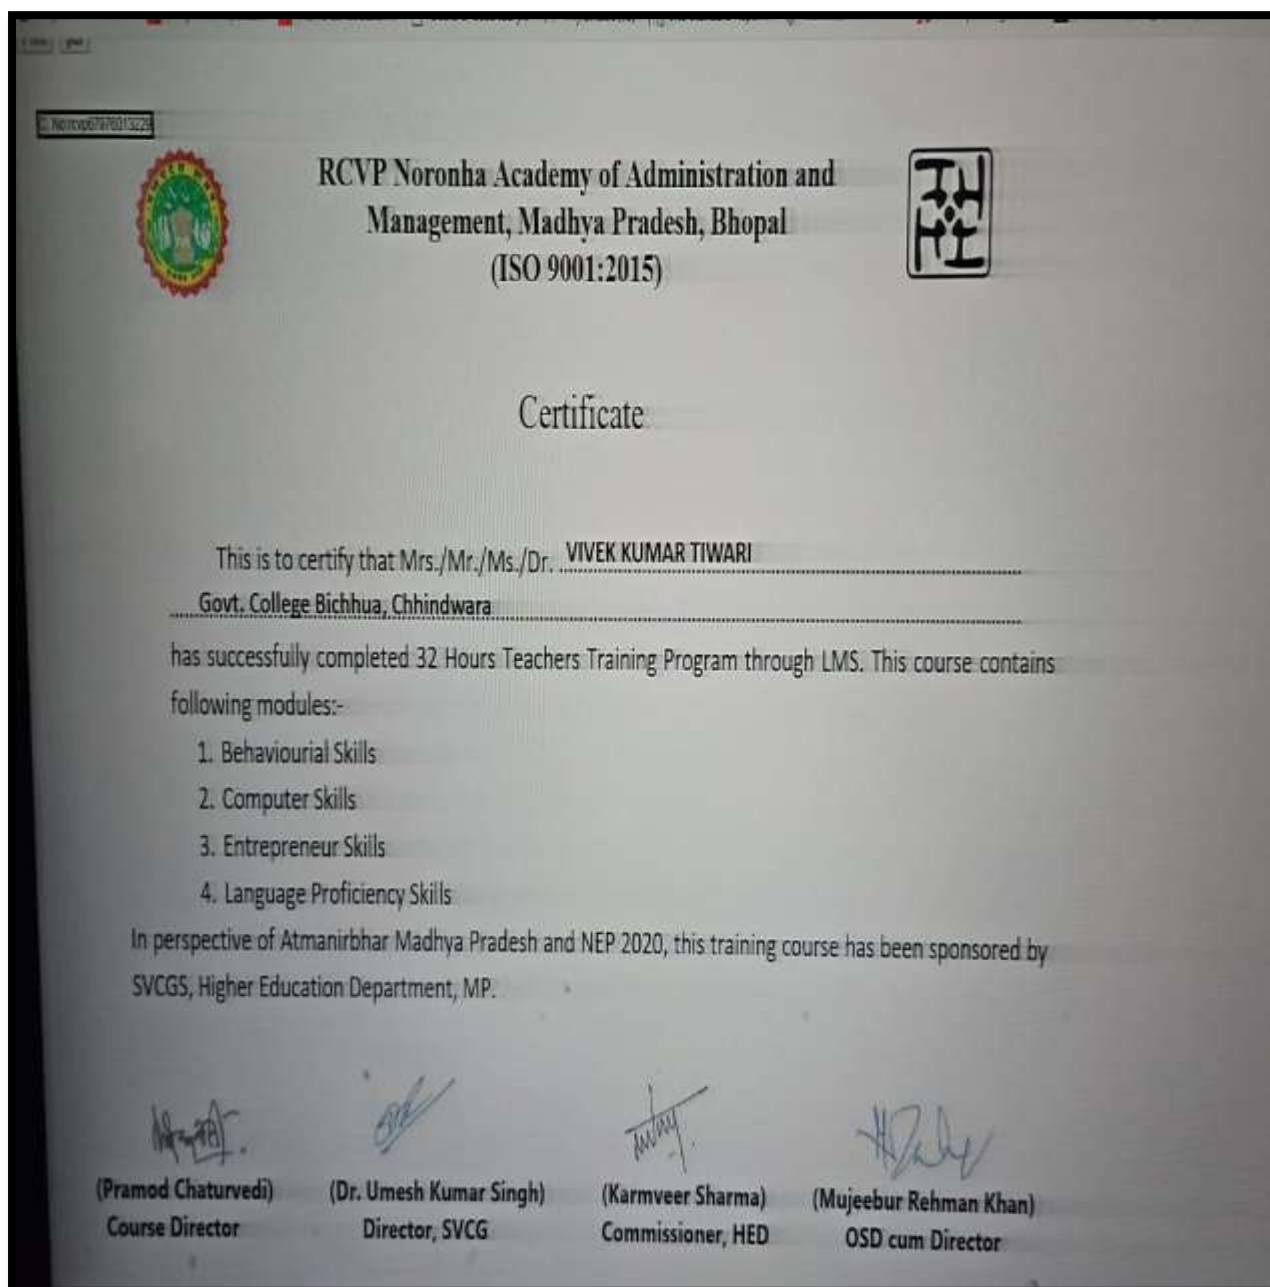 RCVP Noronha Academy of Administration and
Management, Madhya Pradesh, Bhopal
(ISO 9001:2015)
Certificate
This is to certify that Mrs./Mr./Ms./Dr. VIVEK KUMAR TIWARI
Govt. College Bichhua, Chhindwara
has successfully completed 32 Hours Teachers Training Program through LMS. This course contains
following modules:-
1. Behaviourial Skills
2. Computer Skills
3. Entrepreneur Skills
4. Language Proficiency Skills
In perspective of Atmanirbhar Madhya Pradesh and NEP 2020, this training course has been sponsored by
SVCGS, Higher Education Department, MP.
(Pramod Chaturvedi) (Dr. Umesh Kumar Singh) (Karmveer Sharma) (Mujeebur Rehman Khan)
Course Director Director, SVCG Commissioner, HED OSD cum Director